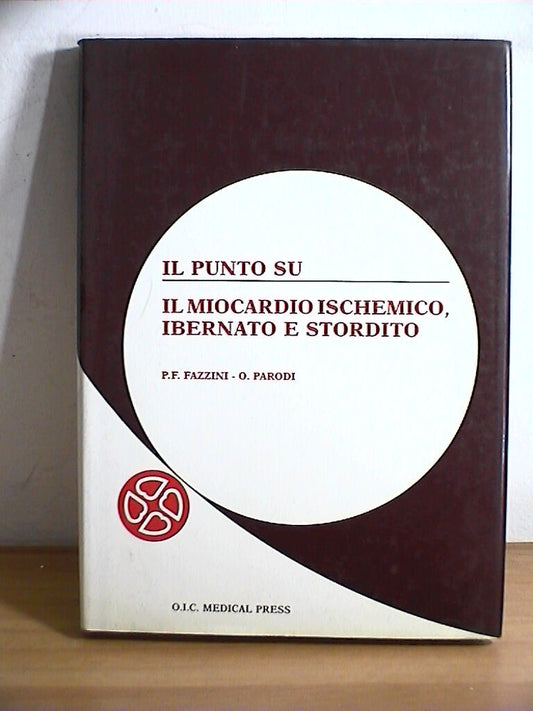 IL PUNTO SU
IL MIOCARDIO ISCHEMICO,
IBERNATO E STORDITO
P.F. FAZZINI - O. PARODI
O.I.C. MEDICAL PRESS